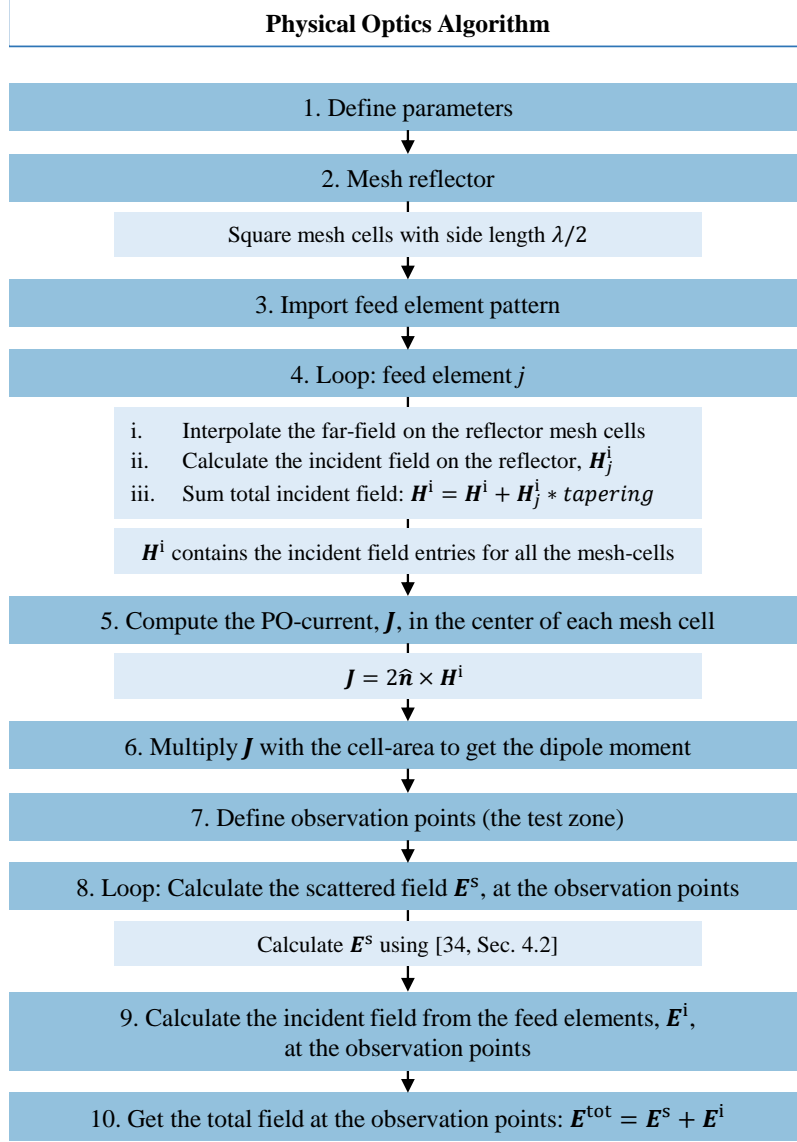 Physical Optics Algorithm
1. Define parameters
2. Mesh reflector
Square mesh cells with side length λ/2
3. Import feed element pattern
4. Loop: feed element j
i. Interpolate the far-field on the reflector mesh cells
ii. Calculate the incident field on the reflector, H_j^i
iii. Sum total incident field: H^i = H^i + H_j^i * tapering
H^i contains the incident field entries for all the mesh-cells
5. Compute the PO-current, J, in the center of each mesh cell
J = 2n̂ × H^i
6. Multiply J with the cell-area to get the dipole moment
7. Define observation points (the test zone)
8. Loop: Calculate the scattered field E^s, at the observation points
Calculate E^s using [34, Sec. 4.2]
9. Calculate the incident field from the feed elements, E^i,
at the observation points
10. Get the total field at the observation points: E^tot = E^s + E^i